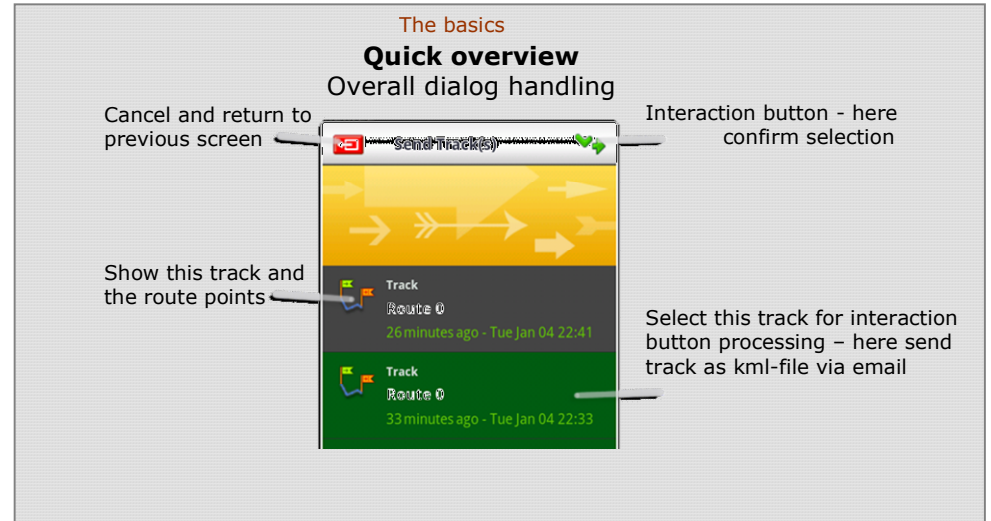 The basics
Quick overview
Overall dialog handling
Cancel and return to
previous screen
Interaction button - here
confirm selection
Send Track(s)
Show this track and
the route points
Track
Route 0
26 minutes ago - Tue Jan 04 22:41
Select this track for interaction
button processing – here send
track as kml-file via email
Track
Route 0
33 minutes ago - Tue Jan 04 22:33